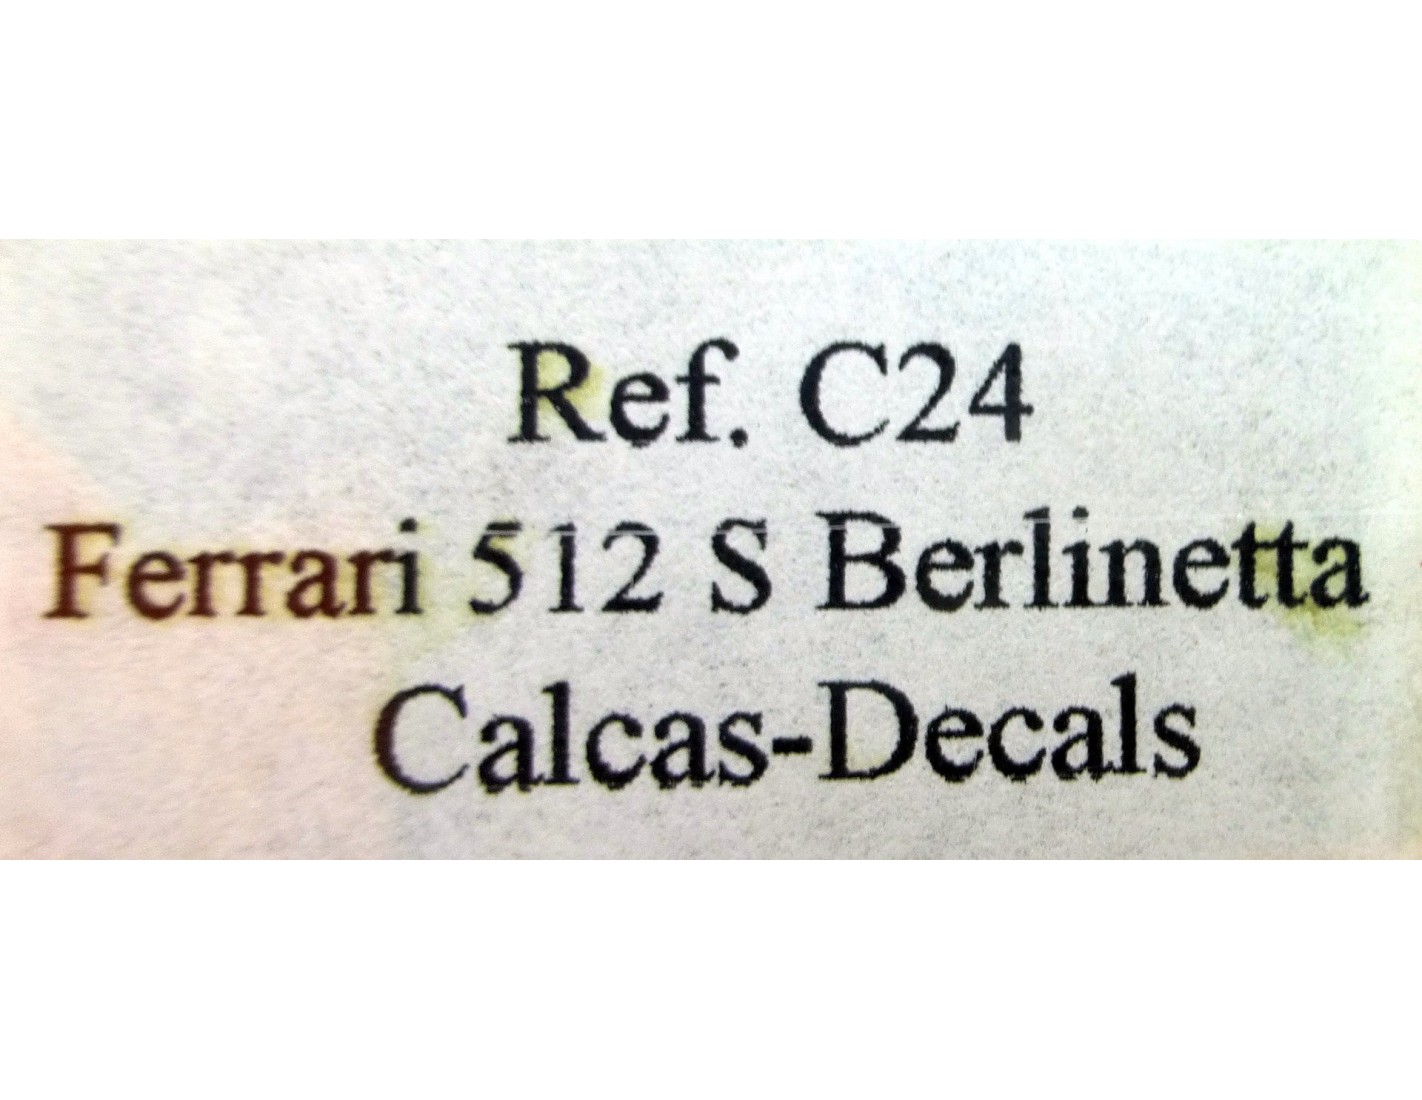 Ref. C24
Ferrari 512 S Berlinetta
Calcas-Decals